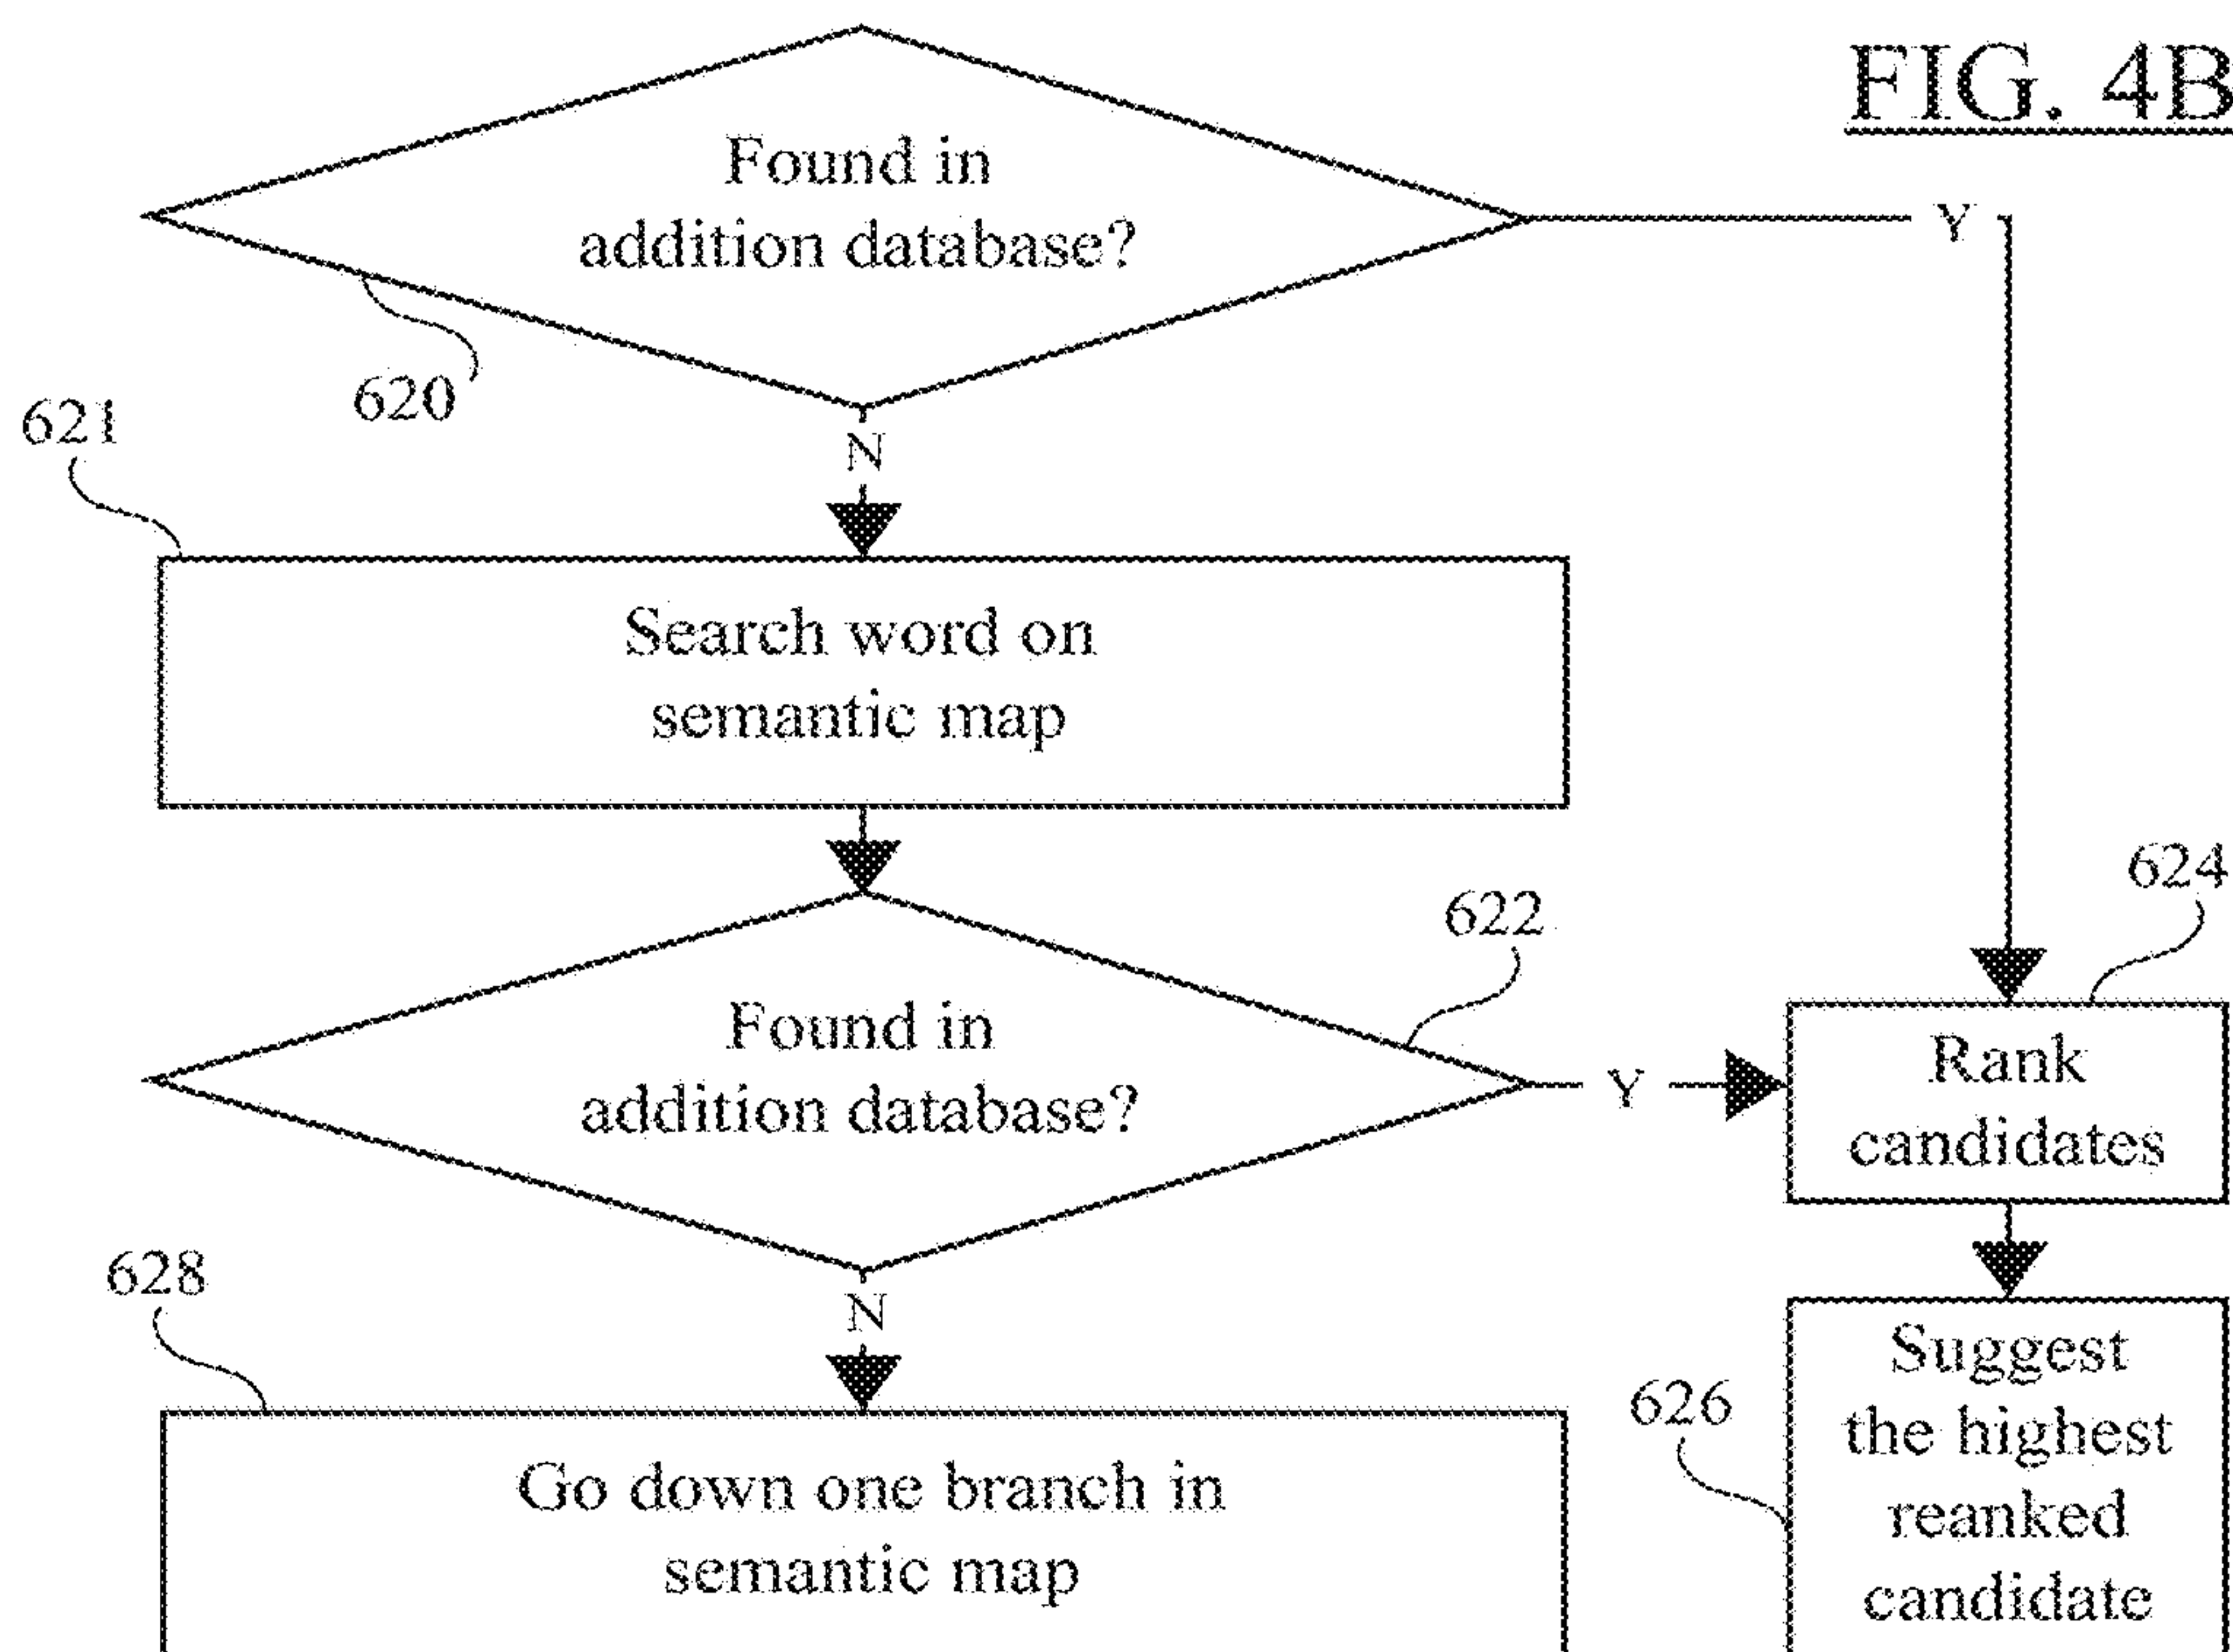 FIG. 4B
Found in
addition database?
Y
620
N
621
Search word on
semantic map
622
Found in
addition database?
Y
624
Rank
candidates
N
628
Go down one branch in
semantic map
626
Suggest
the highest
reanked
candidate